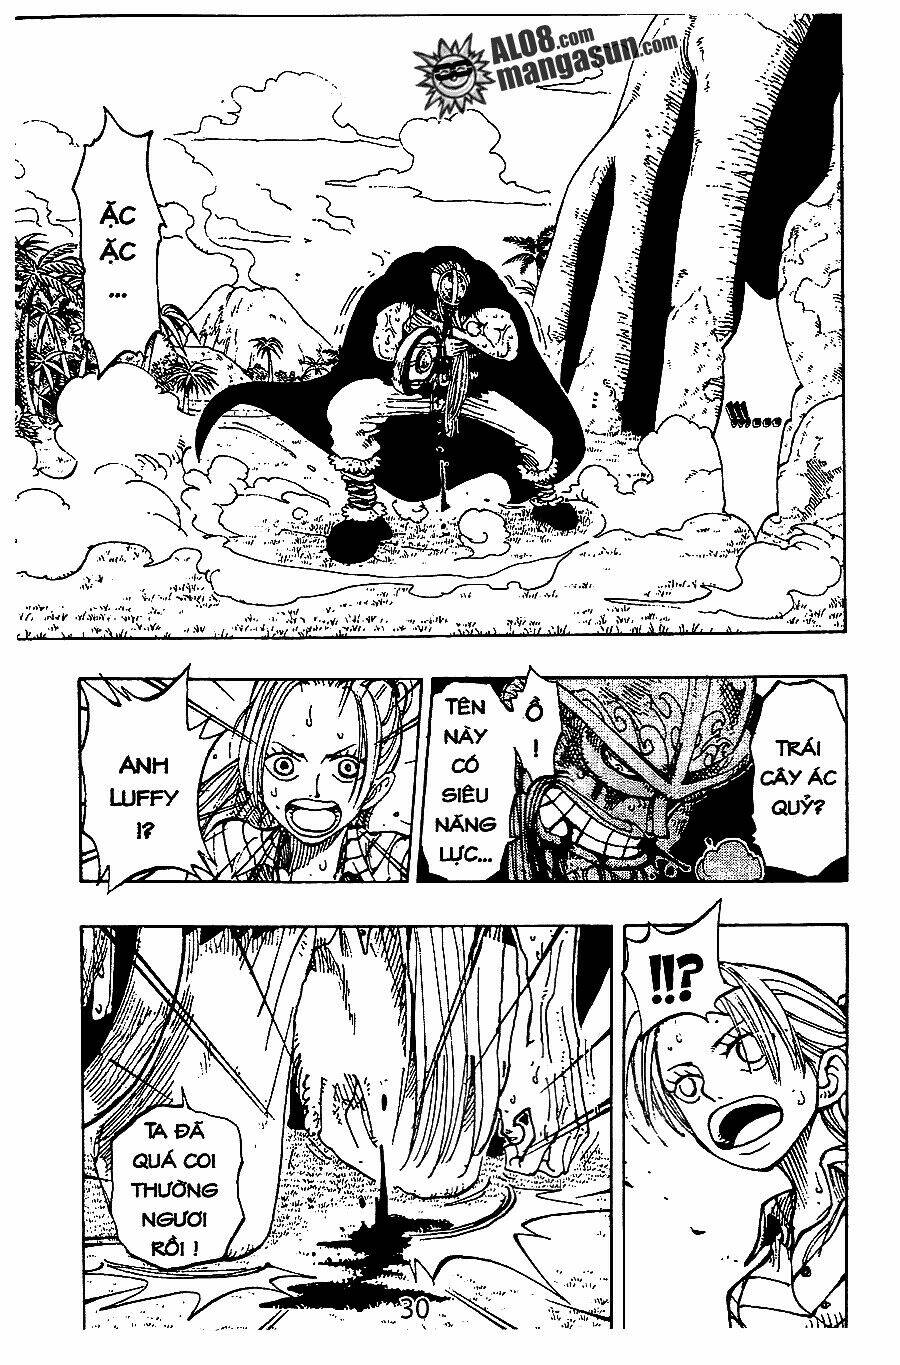 ALO8.com
mangasun.com
ẶC
ẶC
...
!!!...
TRÁI
CÂY ÁC
QUỶ?
Ồ
!
TÊN
NÀY
CÓ
SIÊU
NĂNG
LỰC...
ANH
LUFFY
!?
!!?
TA ĐÃ
QUÁ COI
THƯỜNG
NGƯƠI
RỒI !
30